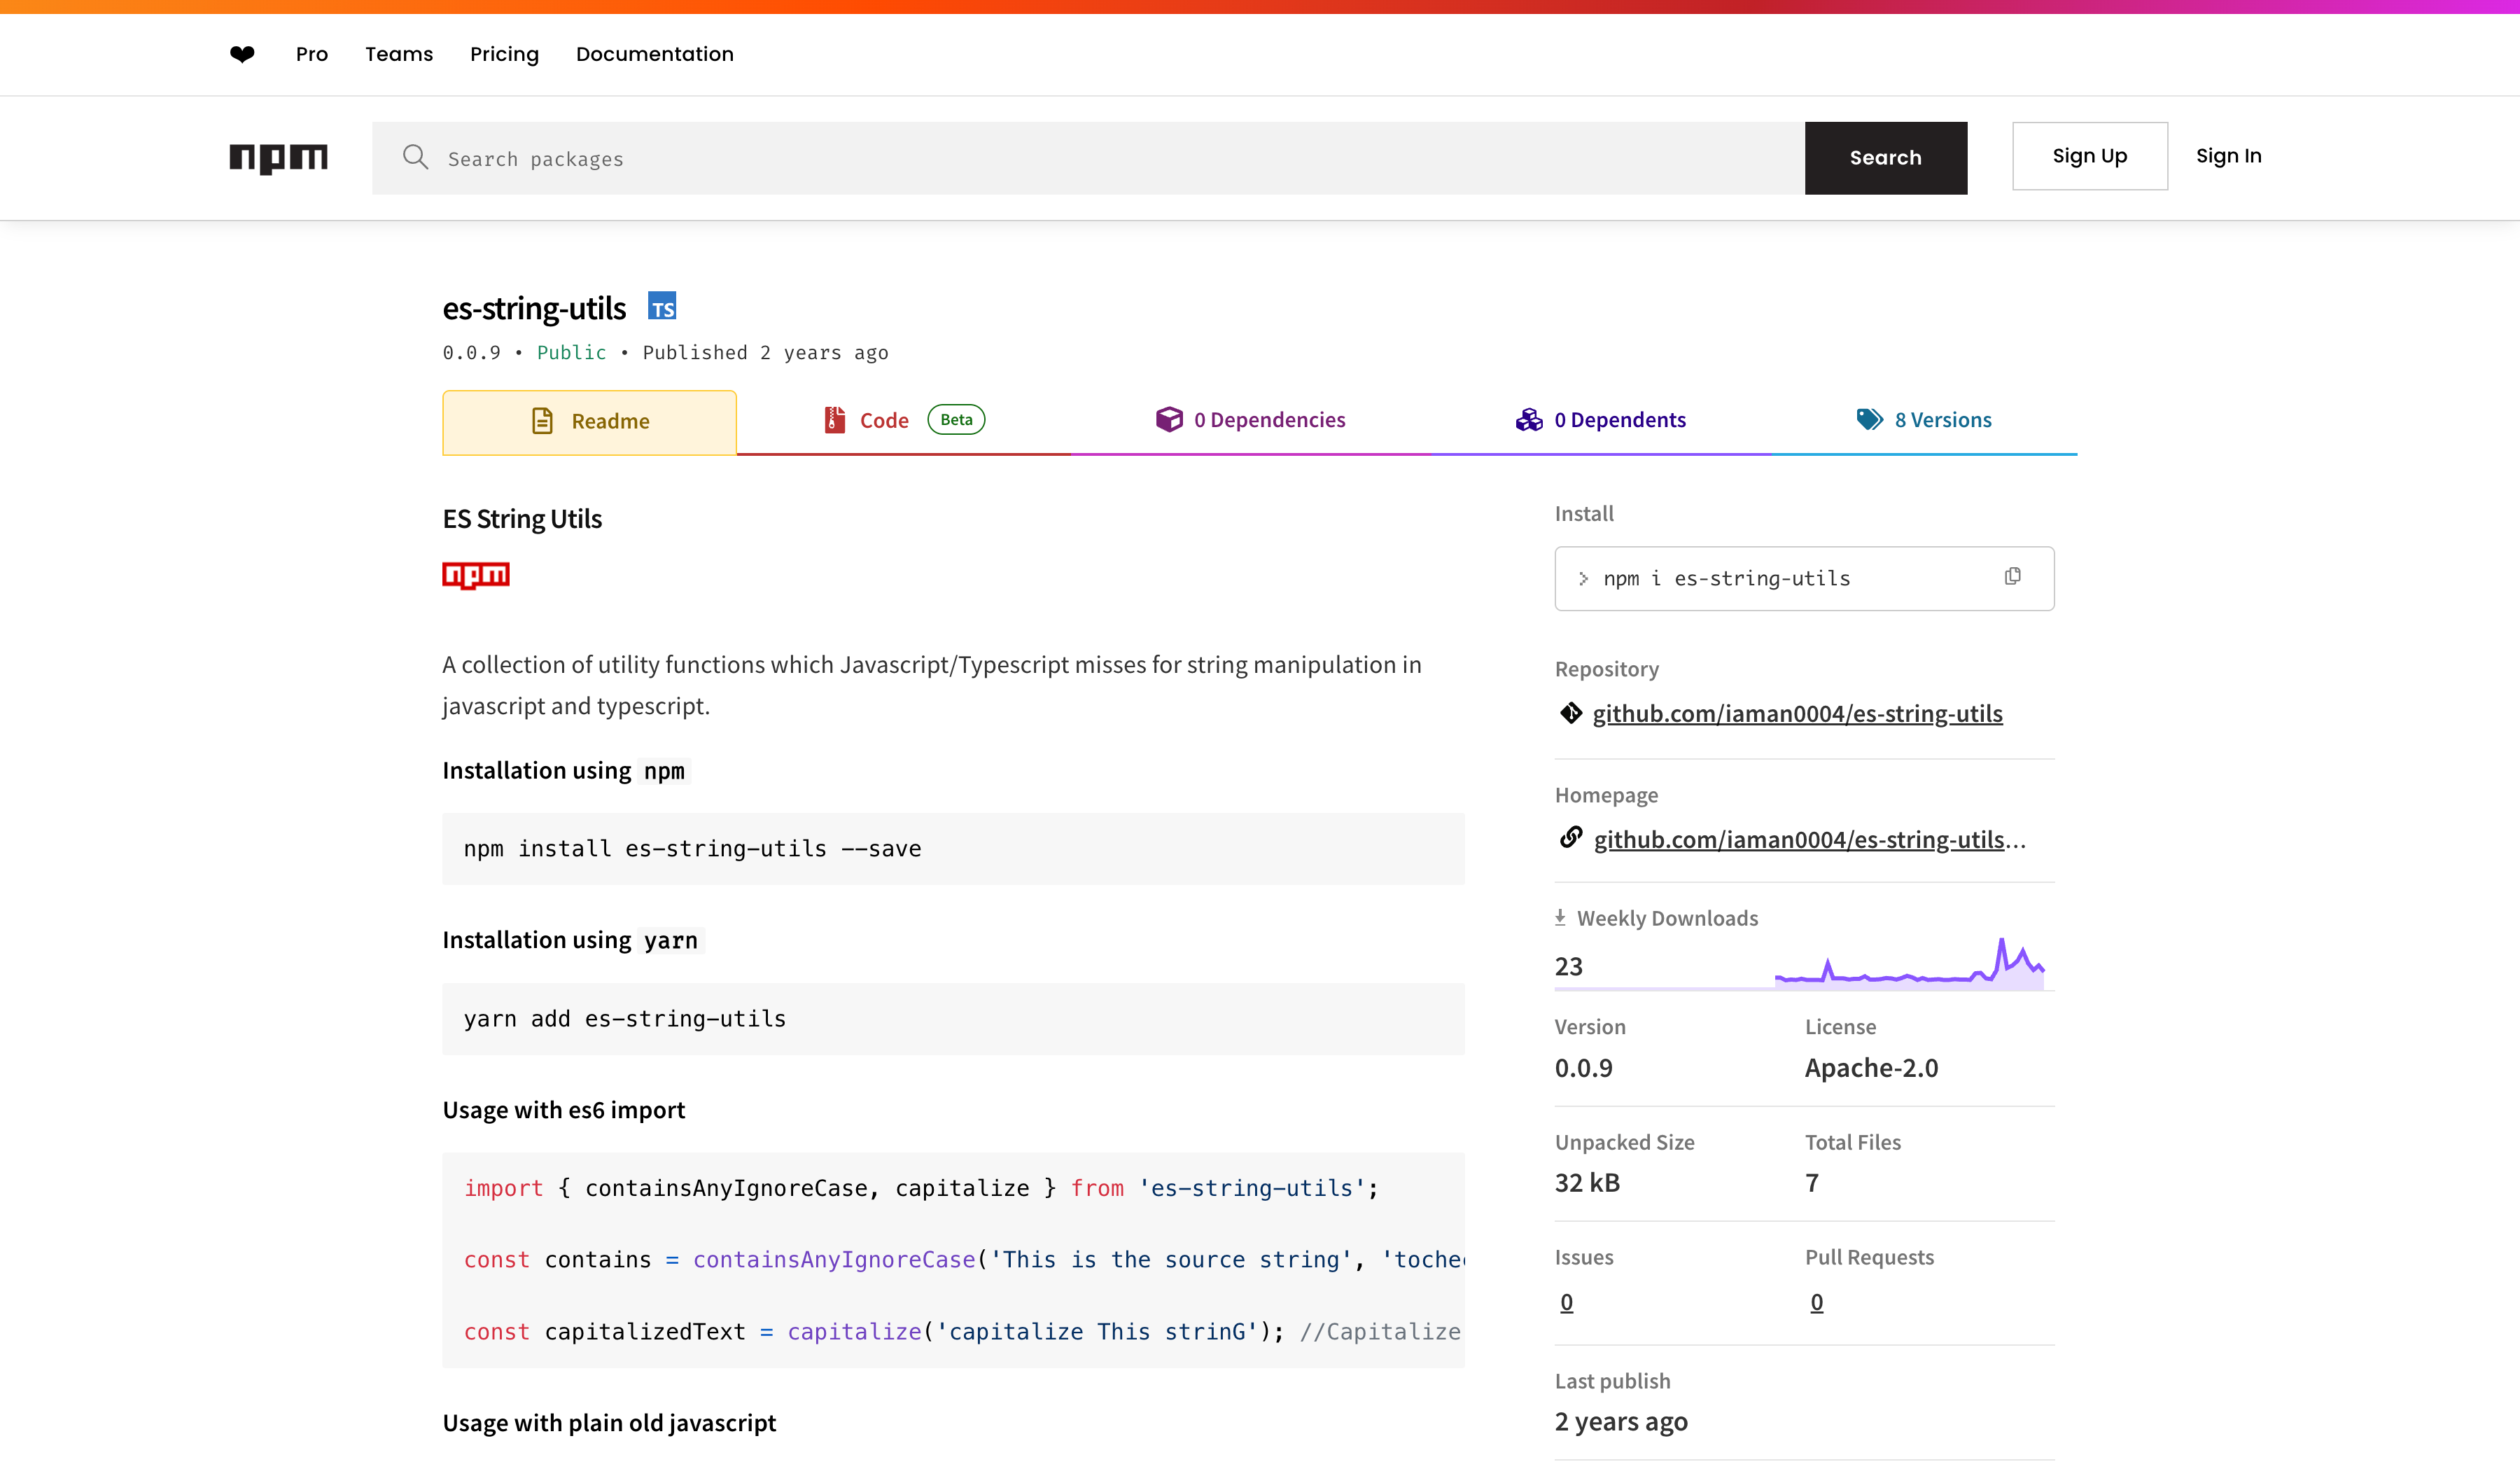 ❤ Pro Teams Pricing Documentation
npm Search packages Search Sign Up Sign In
es-string-utils TS
0.0.9 • Public • Published 2 years ago
Readme Code Beta 0 Dependencies 0 Dependents 8 Versions
ES String Utils
npm
A collection of utility functions which Javascript/Typescript misses for string manipulation in
javascript and typescript.
Installation using npm
npm install es-string-utils --save
Installation using yarn
yarn add es-string-utils
Usage with es6 import
import { containsAnyIgnoreCase, capitalize } from 'es-string-utils';
const contains = containsAnyIgnoreCase('This is the source string', 'tochec
const capitalizedText = capitalize('capitalize This strinG'); //Capitalize
Usage with plain old javascript
Install
> npm i es-string-utils
Repository
github.com/iaman0004/es-string-utils
Homepage
github.com/iaman0004/es-string-utils...
Weekly Downloads
23
Version License
0.0.9 Apache-2.0
Unpacked Size Total Files
32 kB 7
Issues Pull Requests
0 0
Last publish
2 years ago